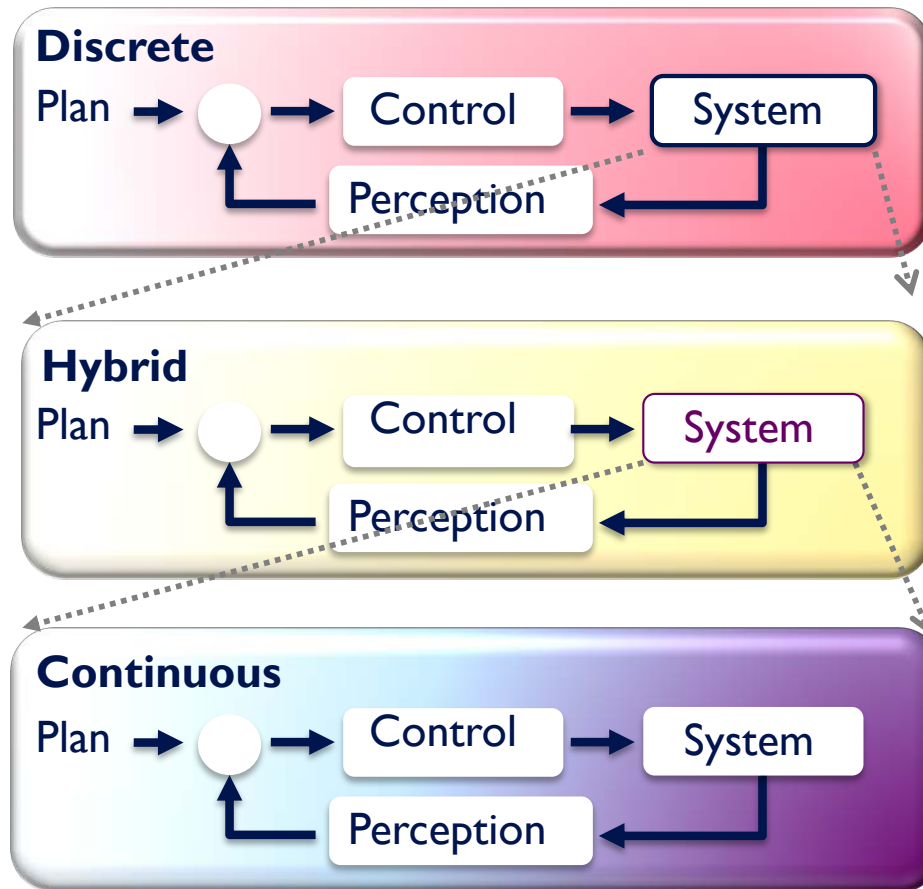 Discrete
Plan Control System
Perception
Hybrid
Plan Control System
Perception
Continuous
Plan Control System
Perception